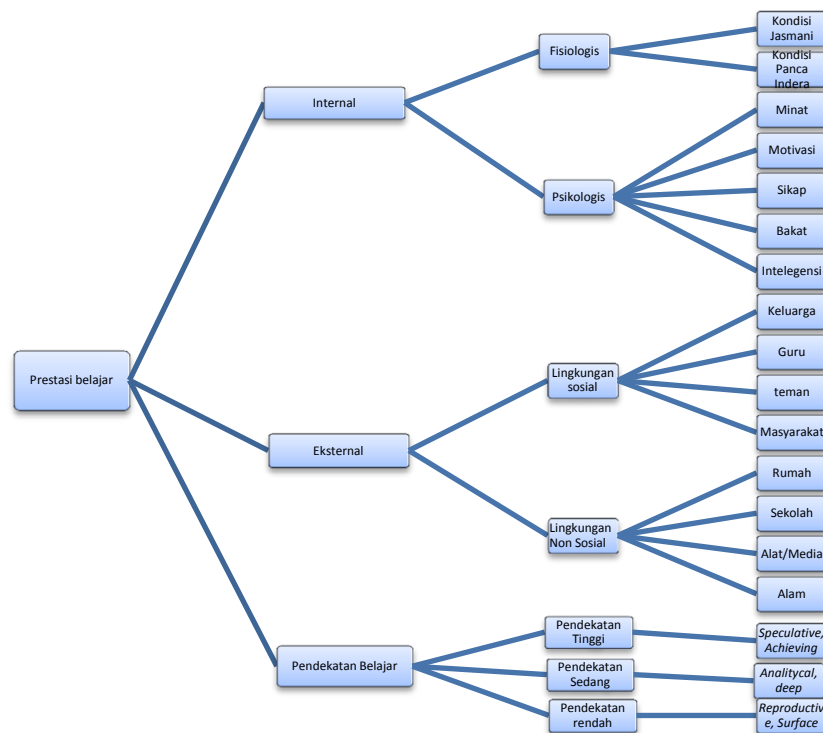 Prestasi belajar
Internal
Fisiologis
Kondisi
Jasmani
Kondisi
Panca
Indera
Psikologis
Minat
Motivasi
Sikap
Bakat
Intelegensi
Eksternal
Lingkungan
sosial
Keluarga
Guru
teman
Masyarakat
Lingkungan
Non Sosial
Rumah
Sekolah
Alat/Media
Alam
Pendekatan Belajar
Pendekatan
Tinggi
Speculative,
Achieving
Pendekatan
Sedang
Analitycal,
deep
Pendekatan
rendah
Reproductiv
e, Surface